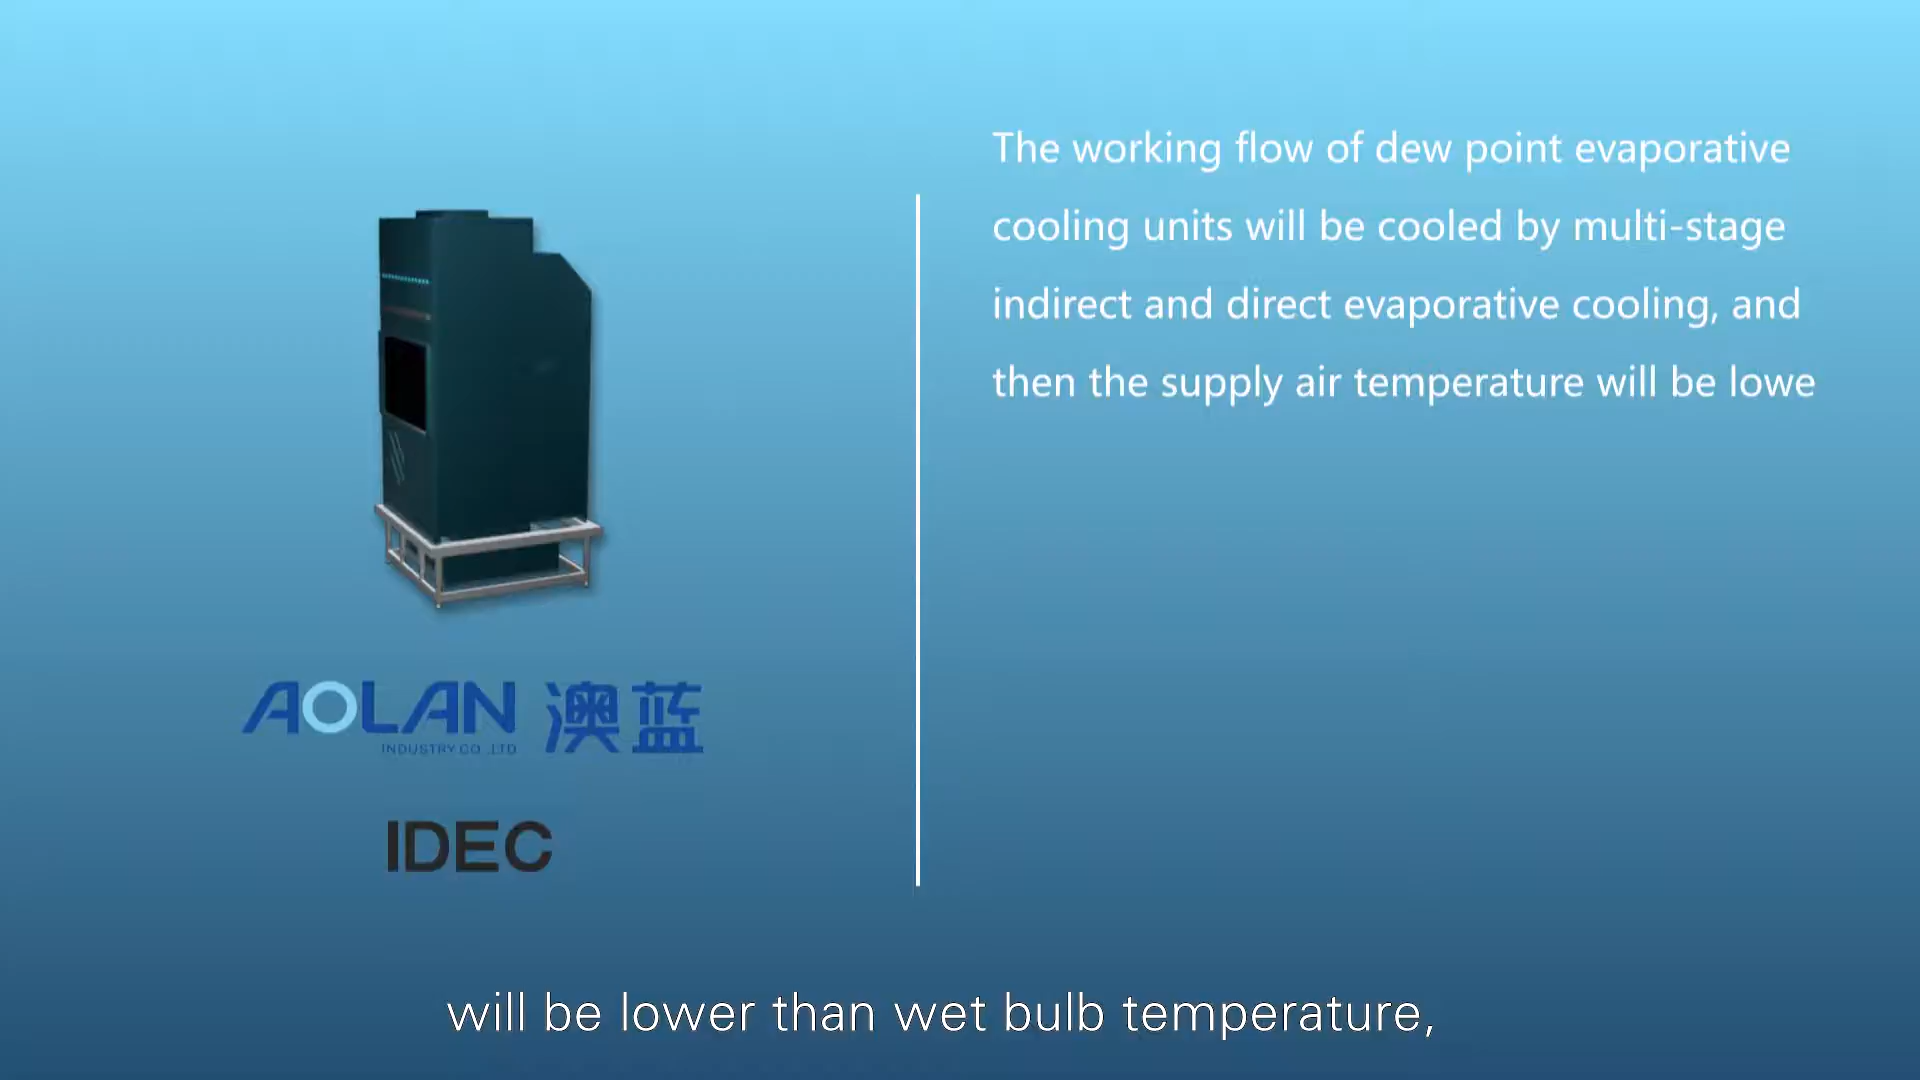 The working flow of dew point evaporative
cooling units will be cooled by multi-stage
indirect and direct evaporative cooling, and
then the supply air temperature will be lowe
AOLAN 澳蓝
INDUSTRY CO.,LTD
IDEC
will be lower than wet bulb temperature,